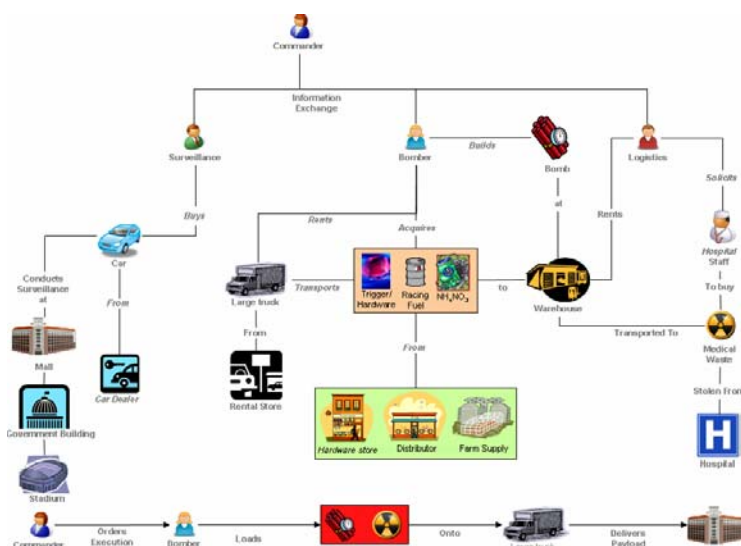 Commander
Information
Exchange
Surveillance
Bomber
Builds
Bomb
Logistics
Solicits
Buys
Rents
Acquires
at
Rents
Hospital
Staff
Car
Conducts
Surveillance
at
From
Large truck
Transports
Trigger/
Hardware
Racing
Fuel
NH₄NO₃
to
Warehouse
To buy
Transported To
Medical
Waste
Mall
From
From
Stolen From
Car Dealer
Rental Store
Government Building
Hardware store
Distributor
Farm Supply
H
Hospital
Stadium
Commander
Orders
Execution
Bomber
Loads
Onto
Large truck
Delivers
Payload